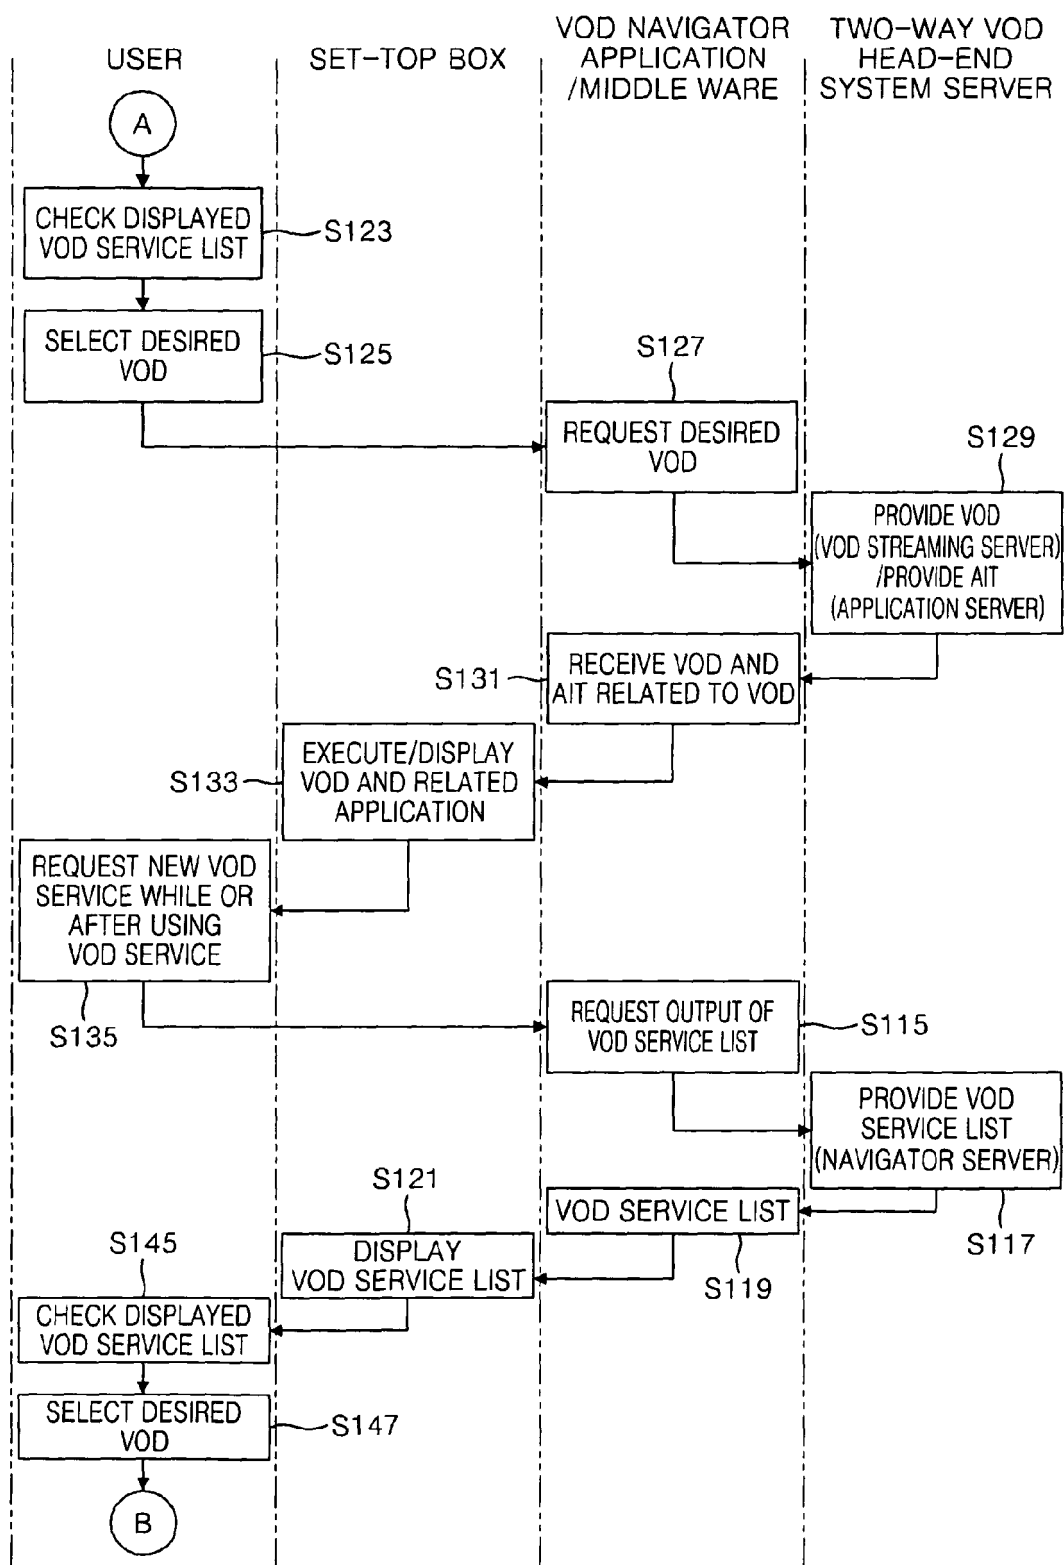 USER
SET-TOP BOX
VOD NAVIGATOR
APPLICATION
/MIDDLE WARE
TWO-WAY VOD
HEAD-END
SYSTEM SERVER
A
CHECK DISPLAYED
VOD SERVICE LIST
S123
SELECT DESIRED
VOD
S125
S127
REQUEST DESIRED
VOD
S129
PROVIDE VOD
(VOD STREAMING SERVER)
/PROVIDE AIT
(APPLICATION SERVER)
S131
RECEIVE VOD AND
AIT RELATED TO VOD
S133
EXECUTE/DISPLAY
VOD AND RELATED
APPLICATION
REQUEST NEW VOD
SERVICE WHILE OR
AFTER USING
VOD SERVICE
S135
REQUEST OUTPUT OF
VOD SERVICE LIST
S115
PROVIDE VOD
SERVICE LIST
(NAVIGATOR SERVER)
S117
VOD SERVICE LIST
S119
S121
DISPLAY
VOD SERVICE LIST
S145
CHECK DISPLAYED
VOD SERVICE LIST
SELECT DESIRED
VOD
S147
B